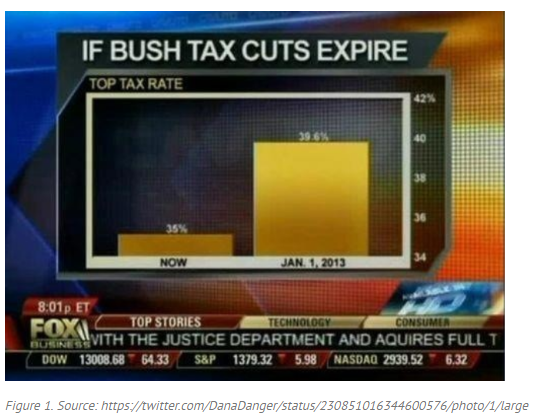 IF BUSH TAX CUTS EXPIRE
TOP TAX RATE
42%
40
38
36
34
39.6%
35%
NOW
JAN. 1, 2013
HD
8:01p ET
TOP STORIES
TECHNOLOGY
CONSUMER
FOX
BUSINESS
WITH THE JUSTICE DEPARTMENT AND AQUIRES FULL T
DOW 13008.68 64.33 S&P 1379.32 5.98 NASDAQ 2939.52 6.32
Figure 1. Source: https://twitter.com/DanaDanger/status/230851016344600576/photo/1/large